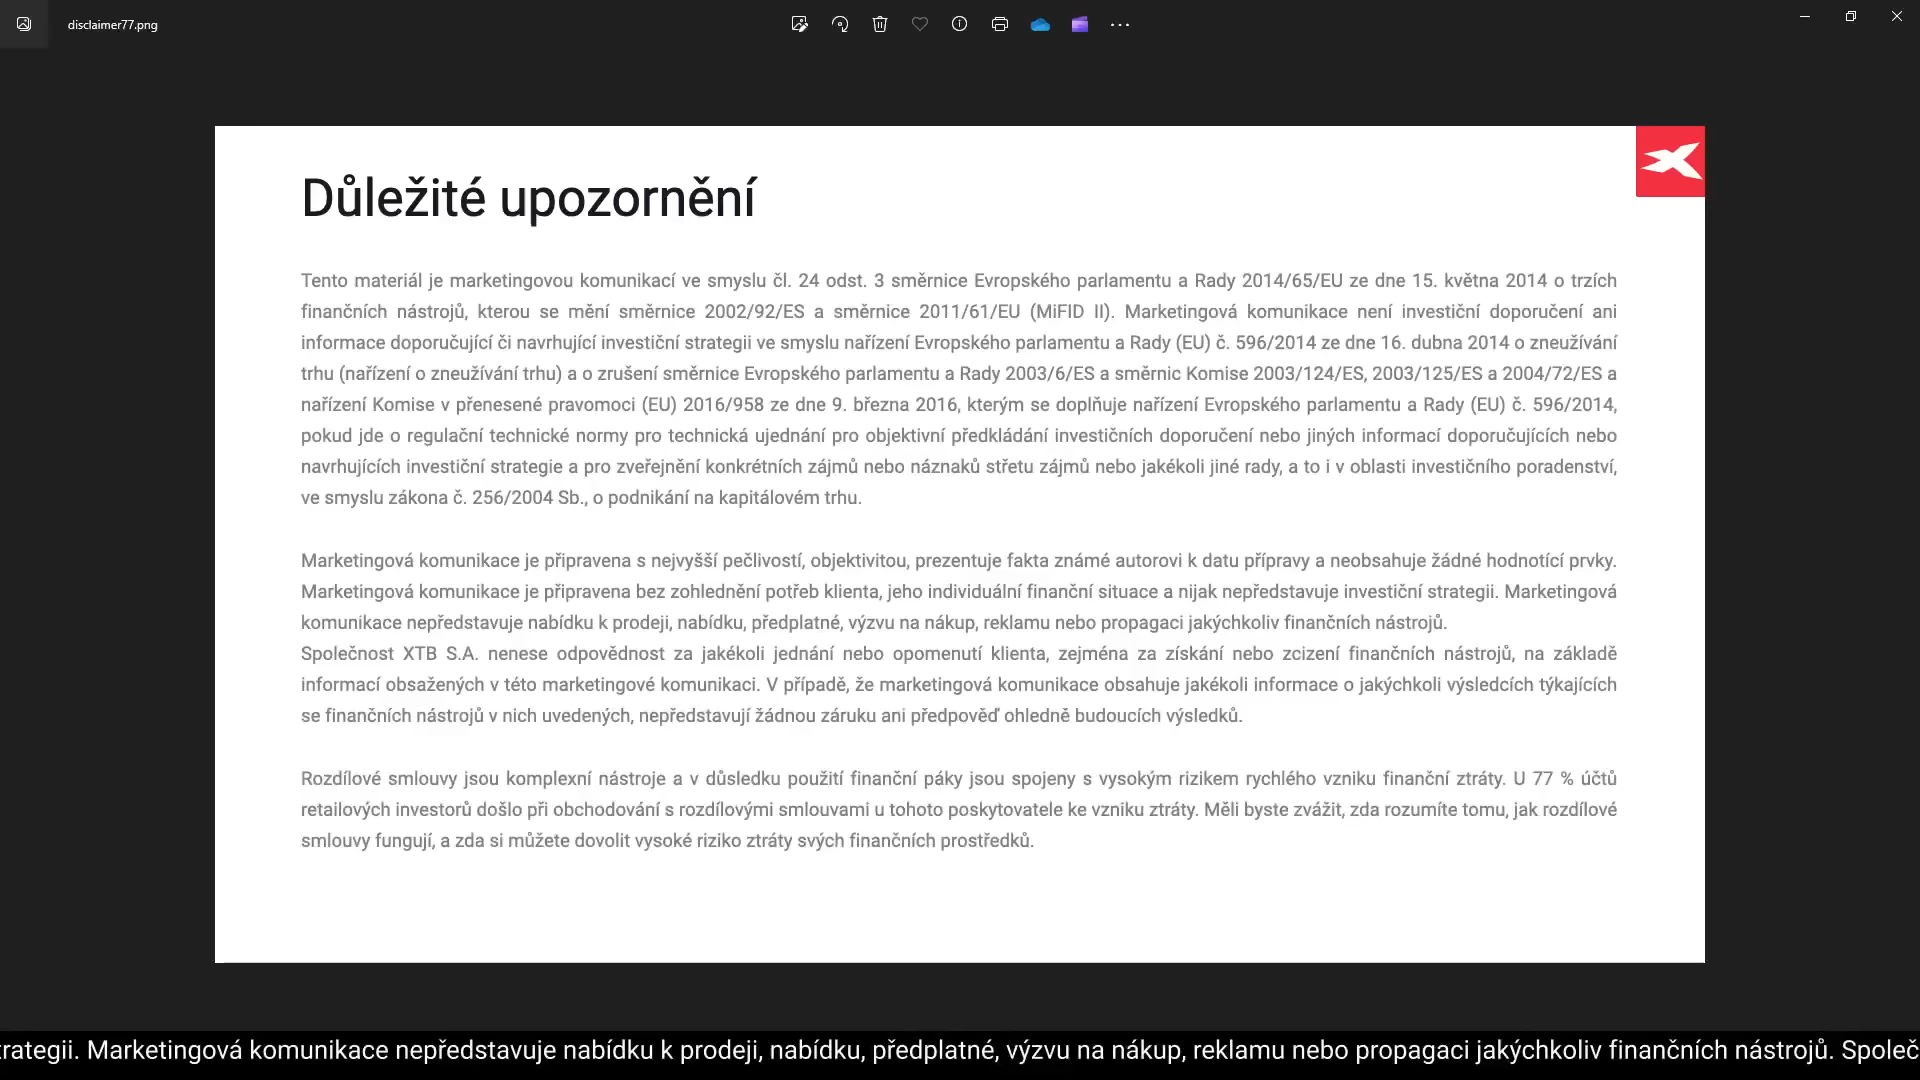 disclaimer77.png
Důležité upozornění
Tento materiál je marketingovou komunikací ve smyslu čl. 24 odst. 3 směrnice Evropského parlamentu a Rady 2014/65/EU ze dne 15. května 2014 o trzích
finančních nástrojů, kterou se mění směrnice 2002/92/ES a směrnice 2011/61/EU (MiFID II). Marketingová komunikace není investiční doporučení ani
informace doporučující či navrhující investiční strategii ve smyslu nařízení Evropského parlamentu a Rady (EU) č. 596/2014 ze dne 16. dubna 2014 o zneužívání
trhu (nařízení o zneužívání trhu) a o zrušení směrnice Evropského parlamentu a Rady 2003/6/ES a směrnic Komise 2003/124/ES, 2003/125/ES a 2004/72/ES a
nařízení Komise v přenesené pravomoci (EU) 2016/958 ze dne 9. března 2016, kterým se doplňuje nařízení Evropského parlamentu a Rady (EU) č. 596/2014,
pokud jde o regulační technické normy pro technická ujednání pro objektivní předkládání investičních doporučení nebo jiných informací doporučujících nebo
navrhujících investiční strategie a pro zveřejnění konkrétních zájmů nebo náznaků střetu zájmů nebo jakékoli jiné rady, a to i v oblasti investičního poradenství,
ve smyslu zákona č. 256/2004 Sb., o podnikání na kapitálovém trhu.
Marketingová komunikace je připravena s nejvyšší pečlivostí, objektivitou, prezentuje fakta známé autorovi k datu přípravy a neobsahuje žádné hodnotící prvky.
Marketingová komunikace je připravena bez zohlednění potřeb klienta, jeho individuální finanční situace a nijak nepředstavuje investiční strategii. Marketingová
komunikace nepředstavuje nabídku k prodeji, nabídku, předplatné, výzvu na nákup, reklamu nebo propagaci jakýchkoliv finančních nástrojů.
Společnost XTB S.A. nenese odpovědnost za jakékoli jednání nebo opomenutí klienta, zejména za získání nebo zcizení finančních nástrojů, na základě
informací obsažených v této marketingové komunikaci. V případě, že marketingová komunikace obsahuje jakékoli informace o jakýchkoli výsledcích týkajících
se finančních nástrojů v nich uvedených, nepředstavují žádnou záruku ani předpověď ohledně budoucích výsledků.
Rozdílové smlouvy jsou komplexní nástroje a v důsledku použití finanční páky jsou spojeny s vysokým rizikem rychlého vzniku finanční ztráty. U 77 % účtů
retailových investorů došlo při obchodování s rozdílovými smlouvami u tohoto poskytovatele ke vzniku ztráty. Měli byste zvážit, zda rozumíte tomu, jak rozdílové
smlouvy fungují, a zda si můžete dovolit vysoké riziko ztráty svých finančních prostředků.
rategii. Marketingová komunikace nepředstavuje nabídku k prodeji, nabídku, předplatné, výzvu na nákup, reklamu nebo propagaci jakýchkoliv finančních nástrojů. Společ